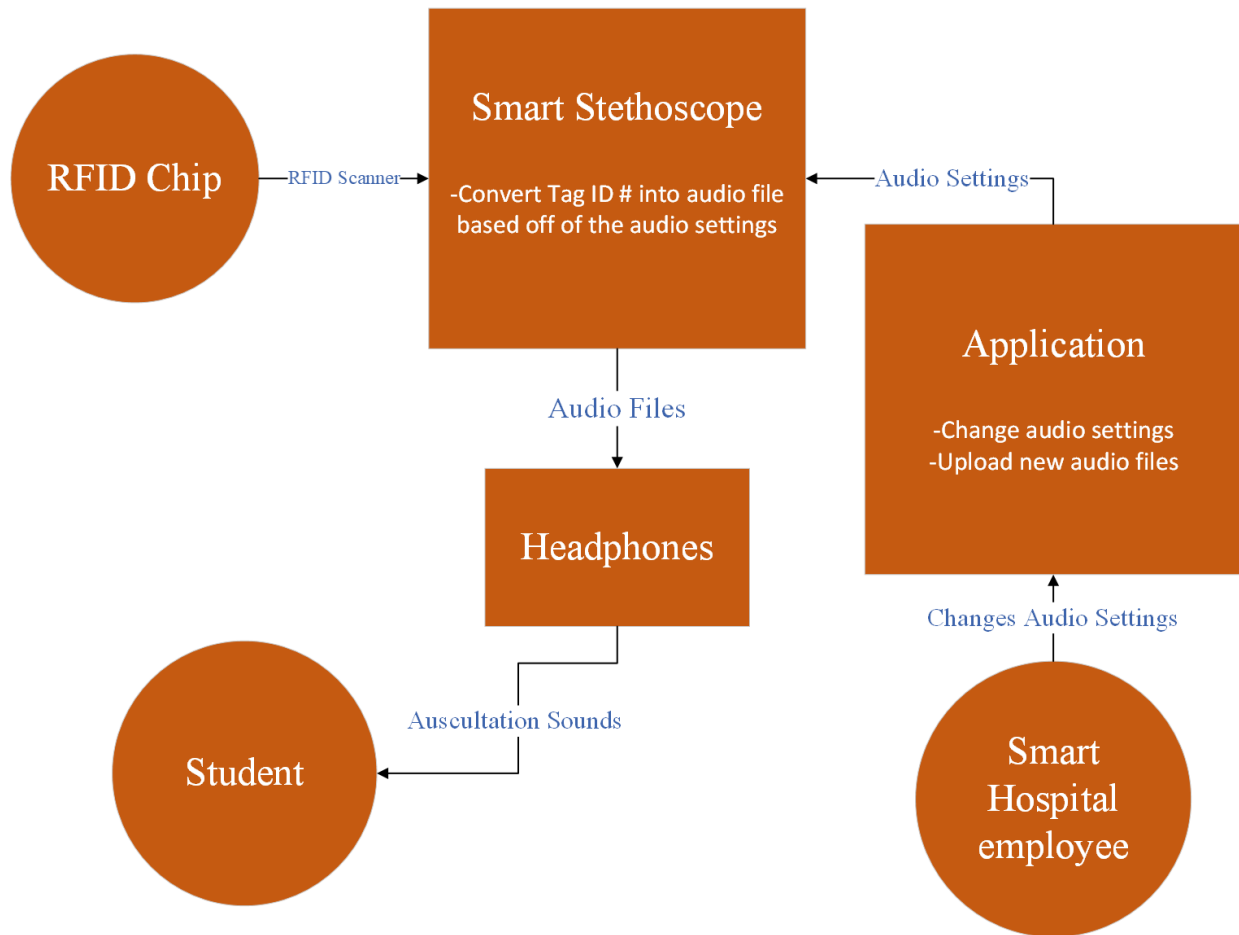 Smart Stethoscope
-Convert Tag ID # into audio file
based off of the audio settings
RFID Chip
RFID Scanner
Audio Settings
Application
-Change audio settings
-Upload new audio files
Audio Files
Headphones
Changes Audio Settings
Auscultation Sounds
Student
Smart
Hospital
employee